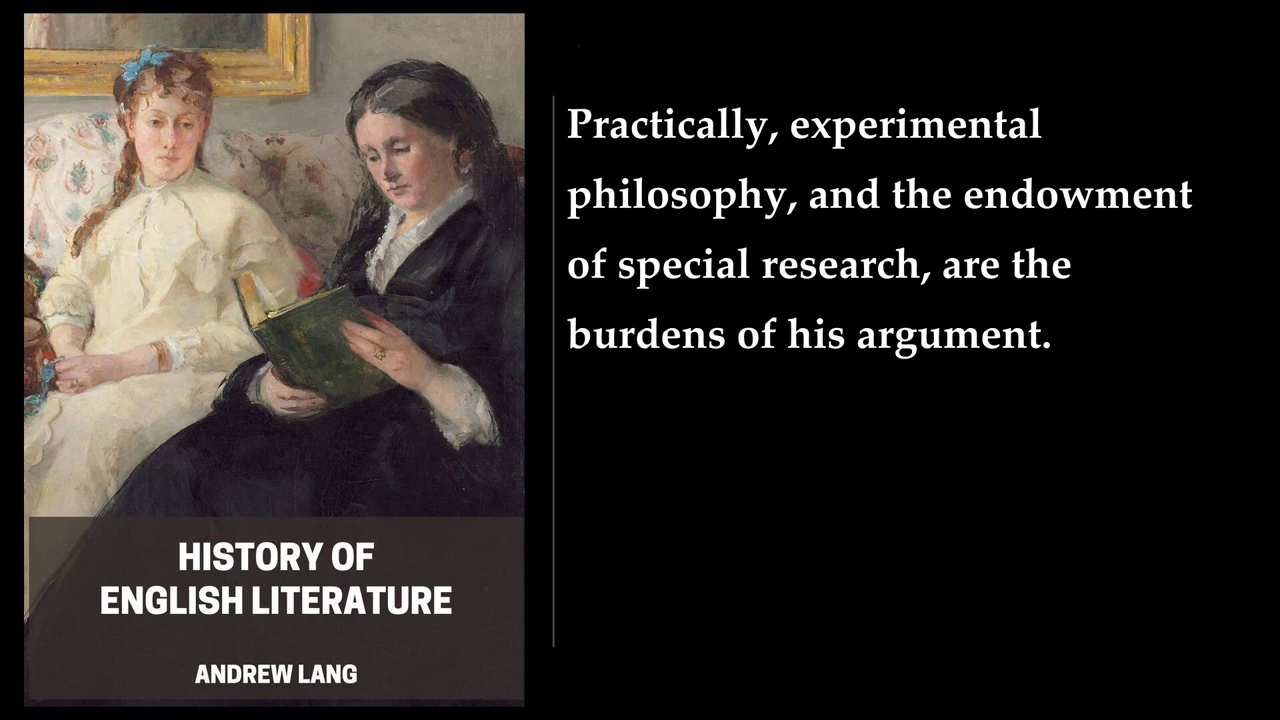 HISTORY OF
ENGLISH LITERATURE
ANDREW LANG
Practically, experimental
philosophy, and the endowment
of special research, are the
burdens of his argument.